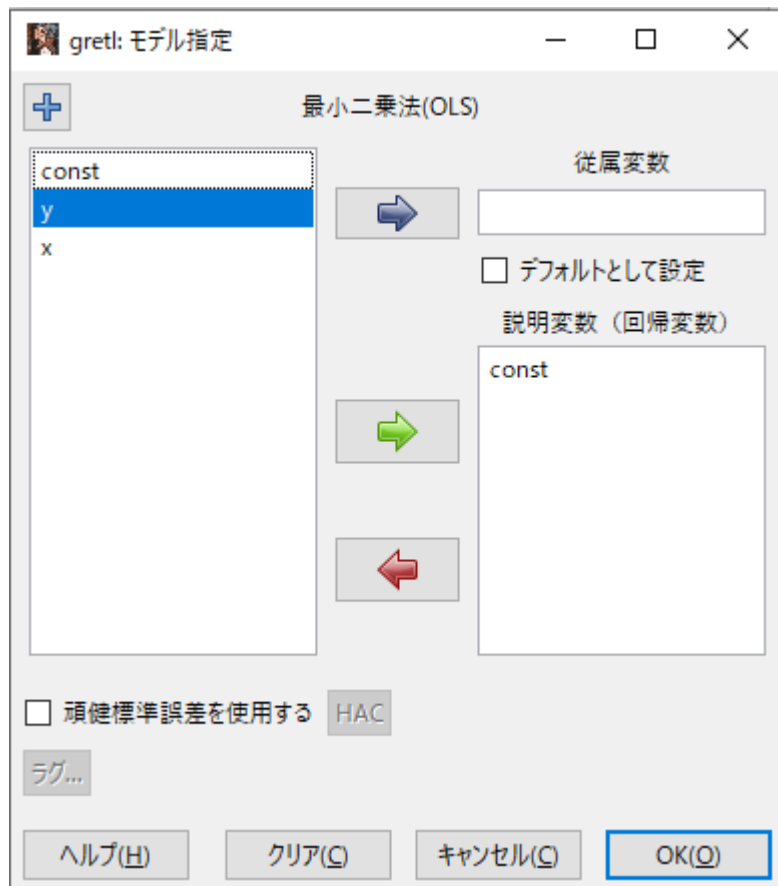 gretl: モデル指定
最小二乗法(OLS)
const
y
x
従属変数
デフォルトとして設定
説明変数（回帰変数）
const
頑健標準誤差を使用する
HAC
ラグ...
ヘルプ(H)
クリア(C)
キャンセル(C)
OK(O)